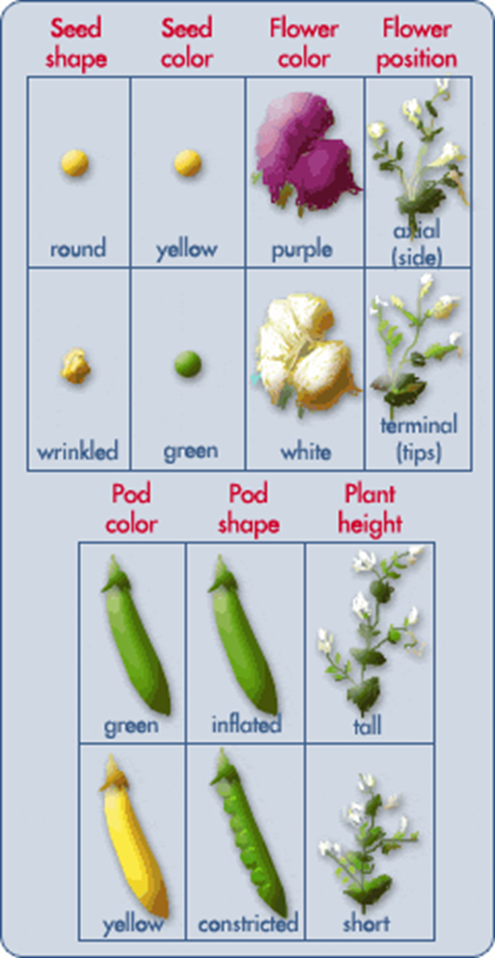 Seed shape
Seed color
Flower color
Flower position
round
yellow
purple
axial (side)
wrinkled
green
white
terminal (tips)
Pod color
Pod shape
Plant height
green
inflated
tall
yellow
constricted
short